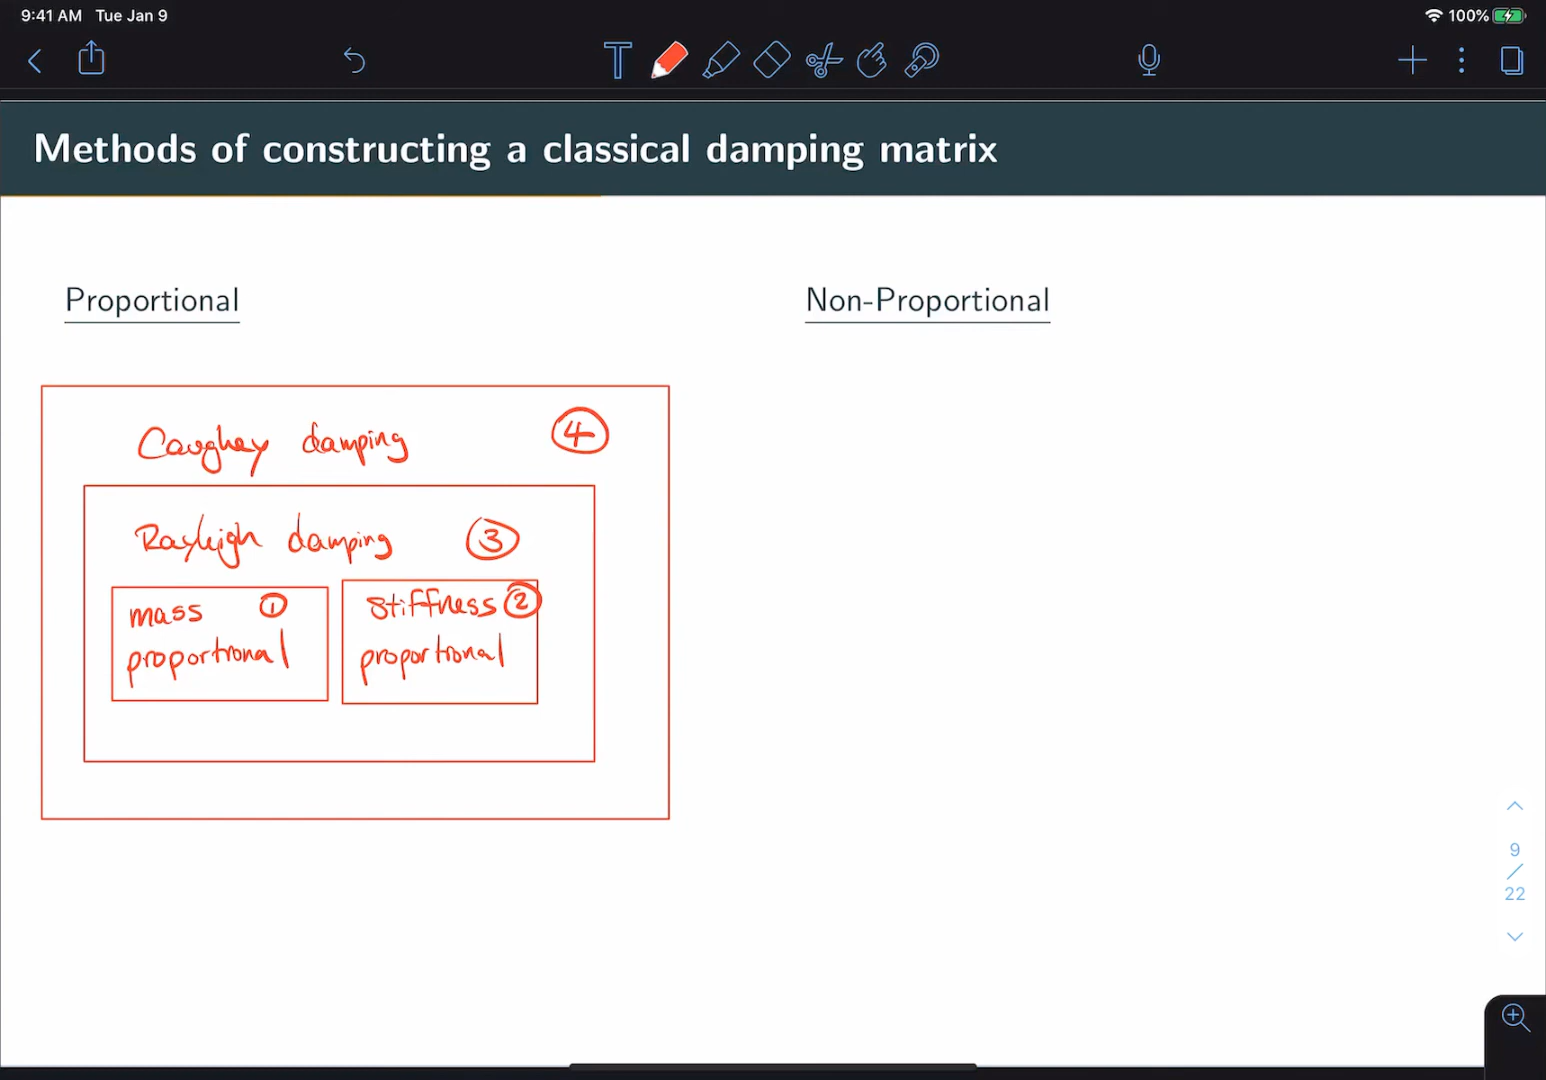 9:41 AM Tue Jan 9
100%
Methods of constructing a classical damping matrix
Proportional
Non-Proportional
Caughey damping 4
Rayleigh damping 3
mass 1
proportional
stiffness 2
proportional
9
/
22